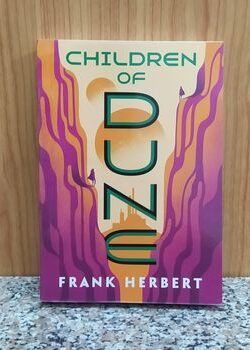 CHILDREN
OF
DUNE
FRANK HERBERT